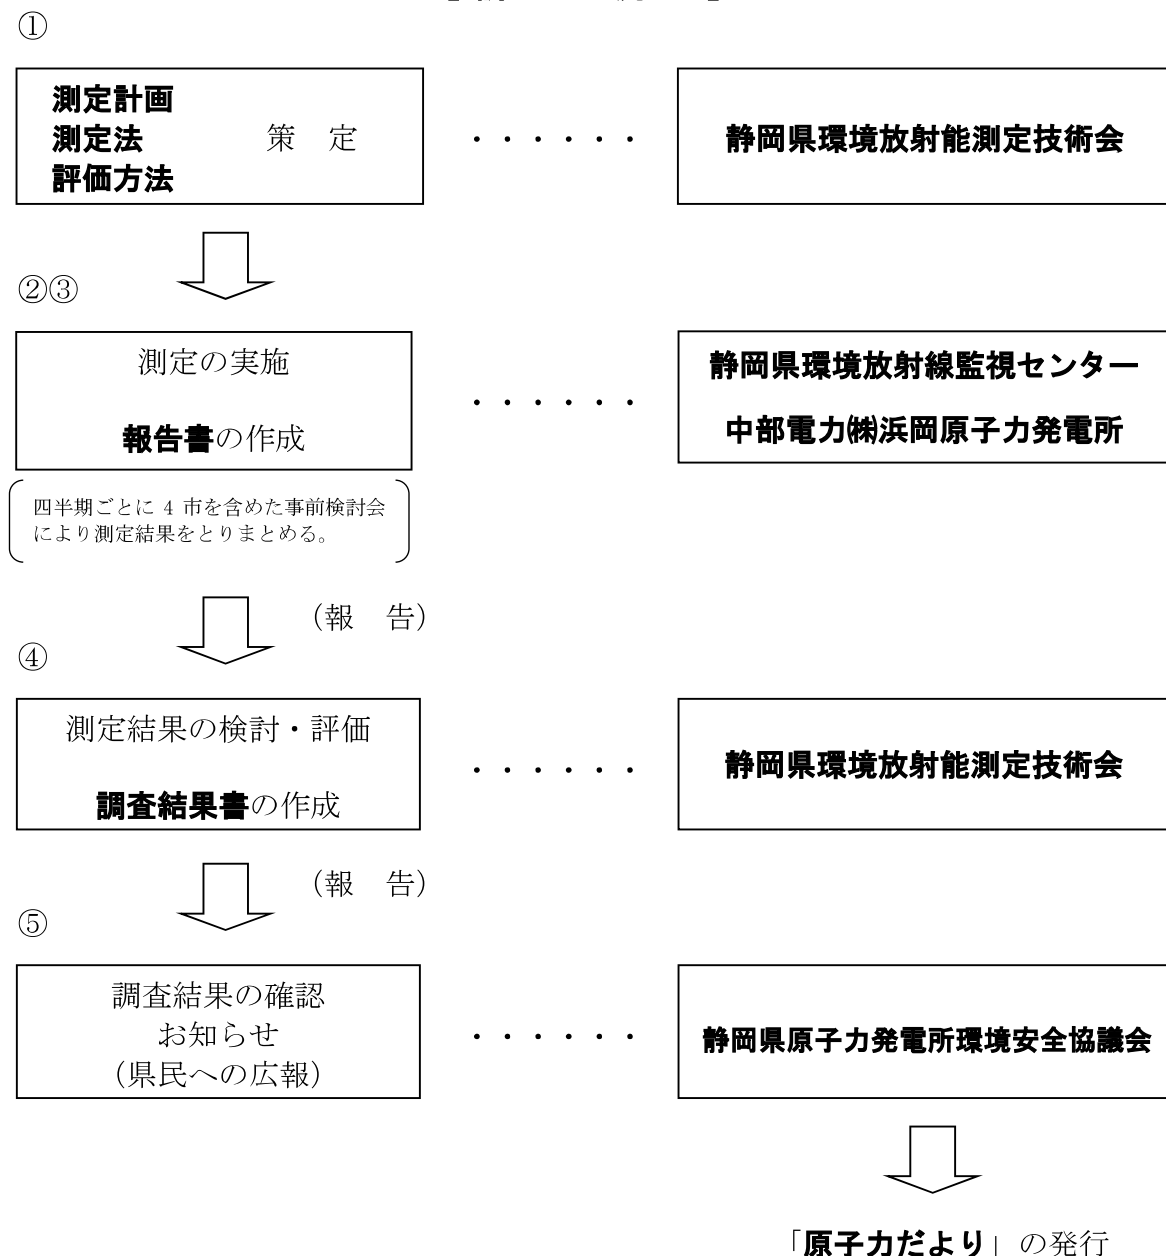 ①
測定計画
測定法 策 定 ・・・・・・ 静岡県環境放射能測定技術会
評価方法
②③
測定の実施
報告書の作成
・・・・・・
静岡県環境放射線監視センター
中部電力㈱浜岡原子力発電所
四半期ごとに 4 市を含めた事前検討会
により測定結果をとりまとめる。
(報 告)
④
測定結果の検討・評価
調査結果書の作成
・・・・・・ 静岡県環境放射能測定技術会
(報 告)
⑤
調査結果の確認
お知らせ
(県民への広報)
・・・・・・ 静岡県原子力発電所環境安全協議会
「原子力だより」の発行